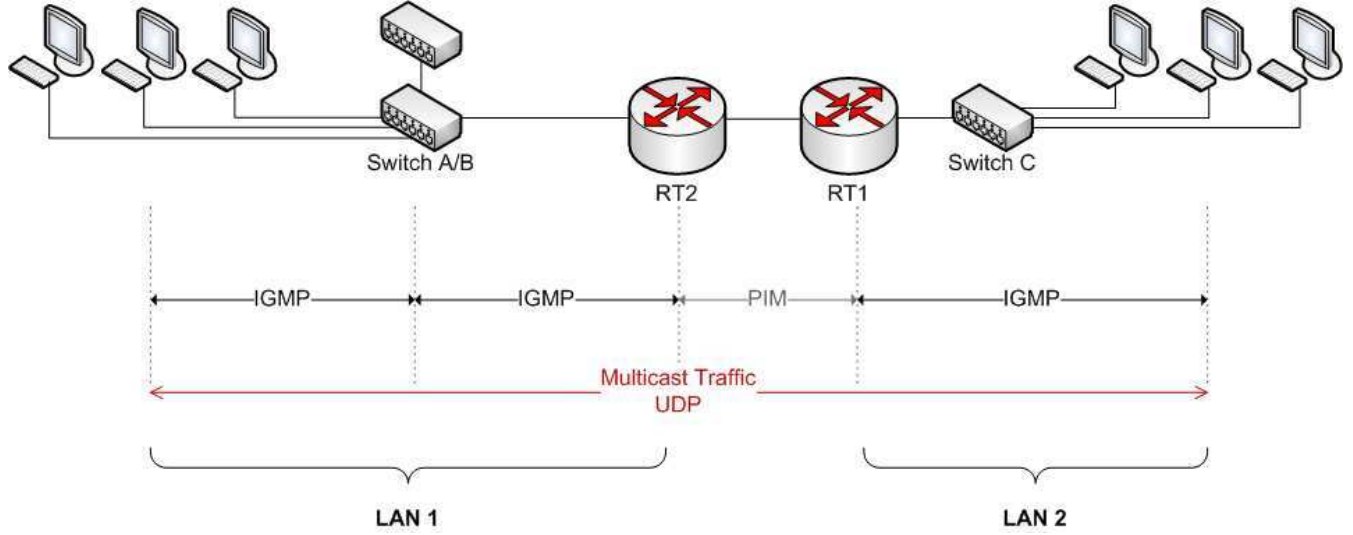 Switch A/B
RT2
RT1
Switch C
IGMP
IGMP
PIM
IGMP
Multicast Traffic
UDP
LAN 1
LAN 2